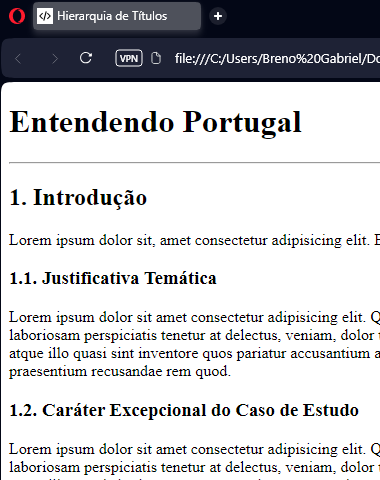 Hierarquia de Títulos
VPN
file:///C:/Users/Breno%20Gabriel/Do
Entendendo Portugal
1. Introdução
Lorem ipsum dolor sit, amet consectetur adipisicing elit. E
1.1. Justificativa Temática
Lorem ipsum dolor sit amet consectetur adipisicing elit. Q
laboriosam perspiciatis tenetur at delectus, veniam, dolor t
atque illo quasi sint inventore quos pariatur accusantium a
praesentium recusandae rem quod.
1.2. Caráter Excepcional do Caso de Estudo
Lorem ipsum dolor sit amet consectetur adipisicing elit. Q
laboriosam perspiciatis tenetur at delectus, veniam, dolor t